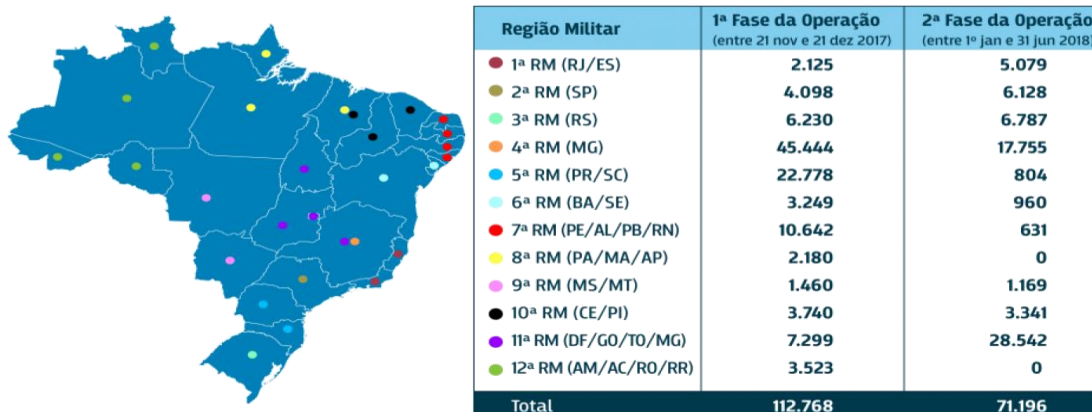 Região Militar 1ª Fase da Operação 2ª Fase da Operação
(entre 21 nov e 21 dez 2017) (entre 1º jan e 31 jun 2018)
1ª RM (RJ/ES) 2.125 5.079
2ª RM (SP) 4.098 6.128
3ª RM (RS) 6.230 6.787
4ª RM (MG) 45.444 17.755
5ª RM (PR/SC) 22.778 804
6ª RM (BA/SE) 3.249 960
7ª RM (PE/AL/PB/RN) 10.642 631
8ª RM (PA/MA/AP) 2.180 0
9ª RM (MS/MT) 1.460 1.169
10ª RM (CE/PI) 3.740 3.341
11ª RM (DF/GO/TO/MG) 7.299 28.542
12ª RM (AM/AC/RO/RR) 3.523 0
Total 112.768 71.196